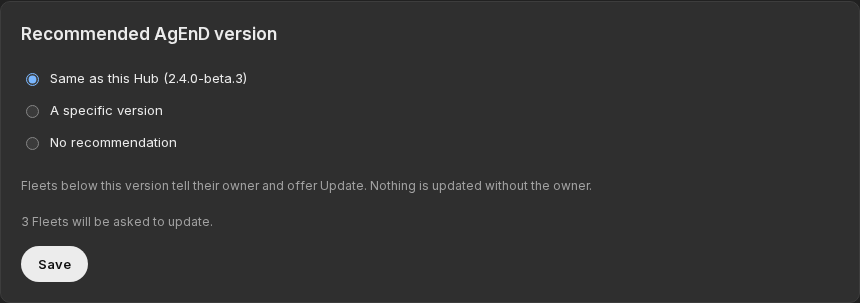 Recommended AgEnD version
Same as this Hub (2.4.0-beta.3)
A specific version
No recommendation
Fleets below this version tell their owner and offer Update. Nothing is updated without the owner.
3 Fleets will be asked to update.
Save